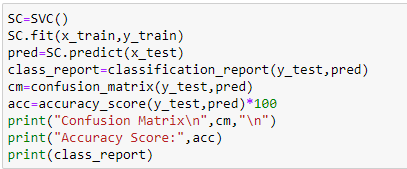 SC=SVC()
SC.fit(x_train,y_train)
pred=SC.predict(x_test)
class_report=classification_report(y_test,pred)
cm=confusion_matrix(y_test,pred)
acc=accuracy_score(y_test,pred)*100
print("Confusion Matrix\n",cm,"\n")
print("Accuracy Score:",acc)
print(class_report)